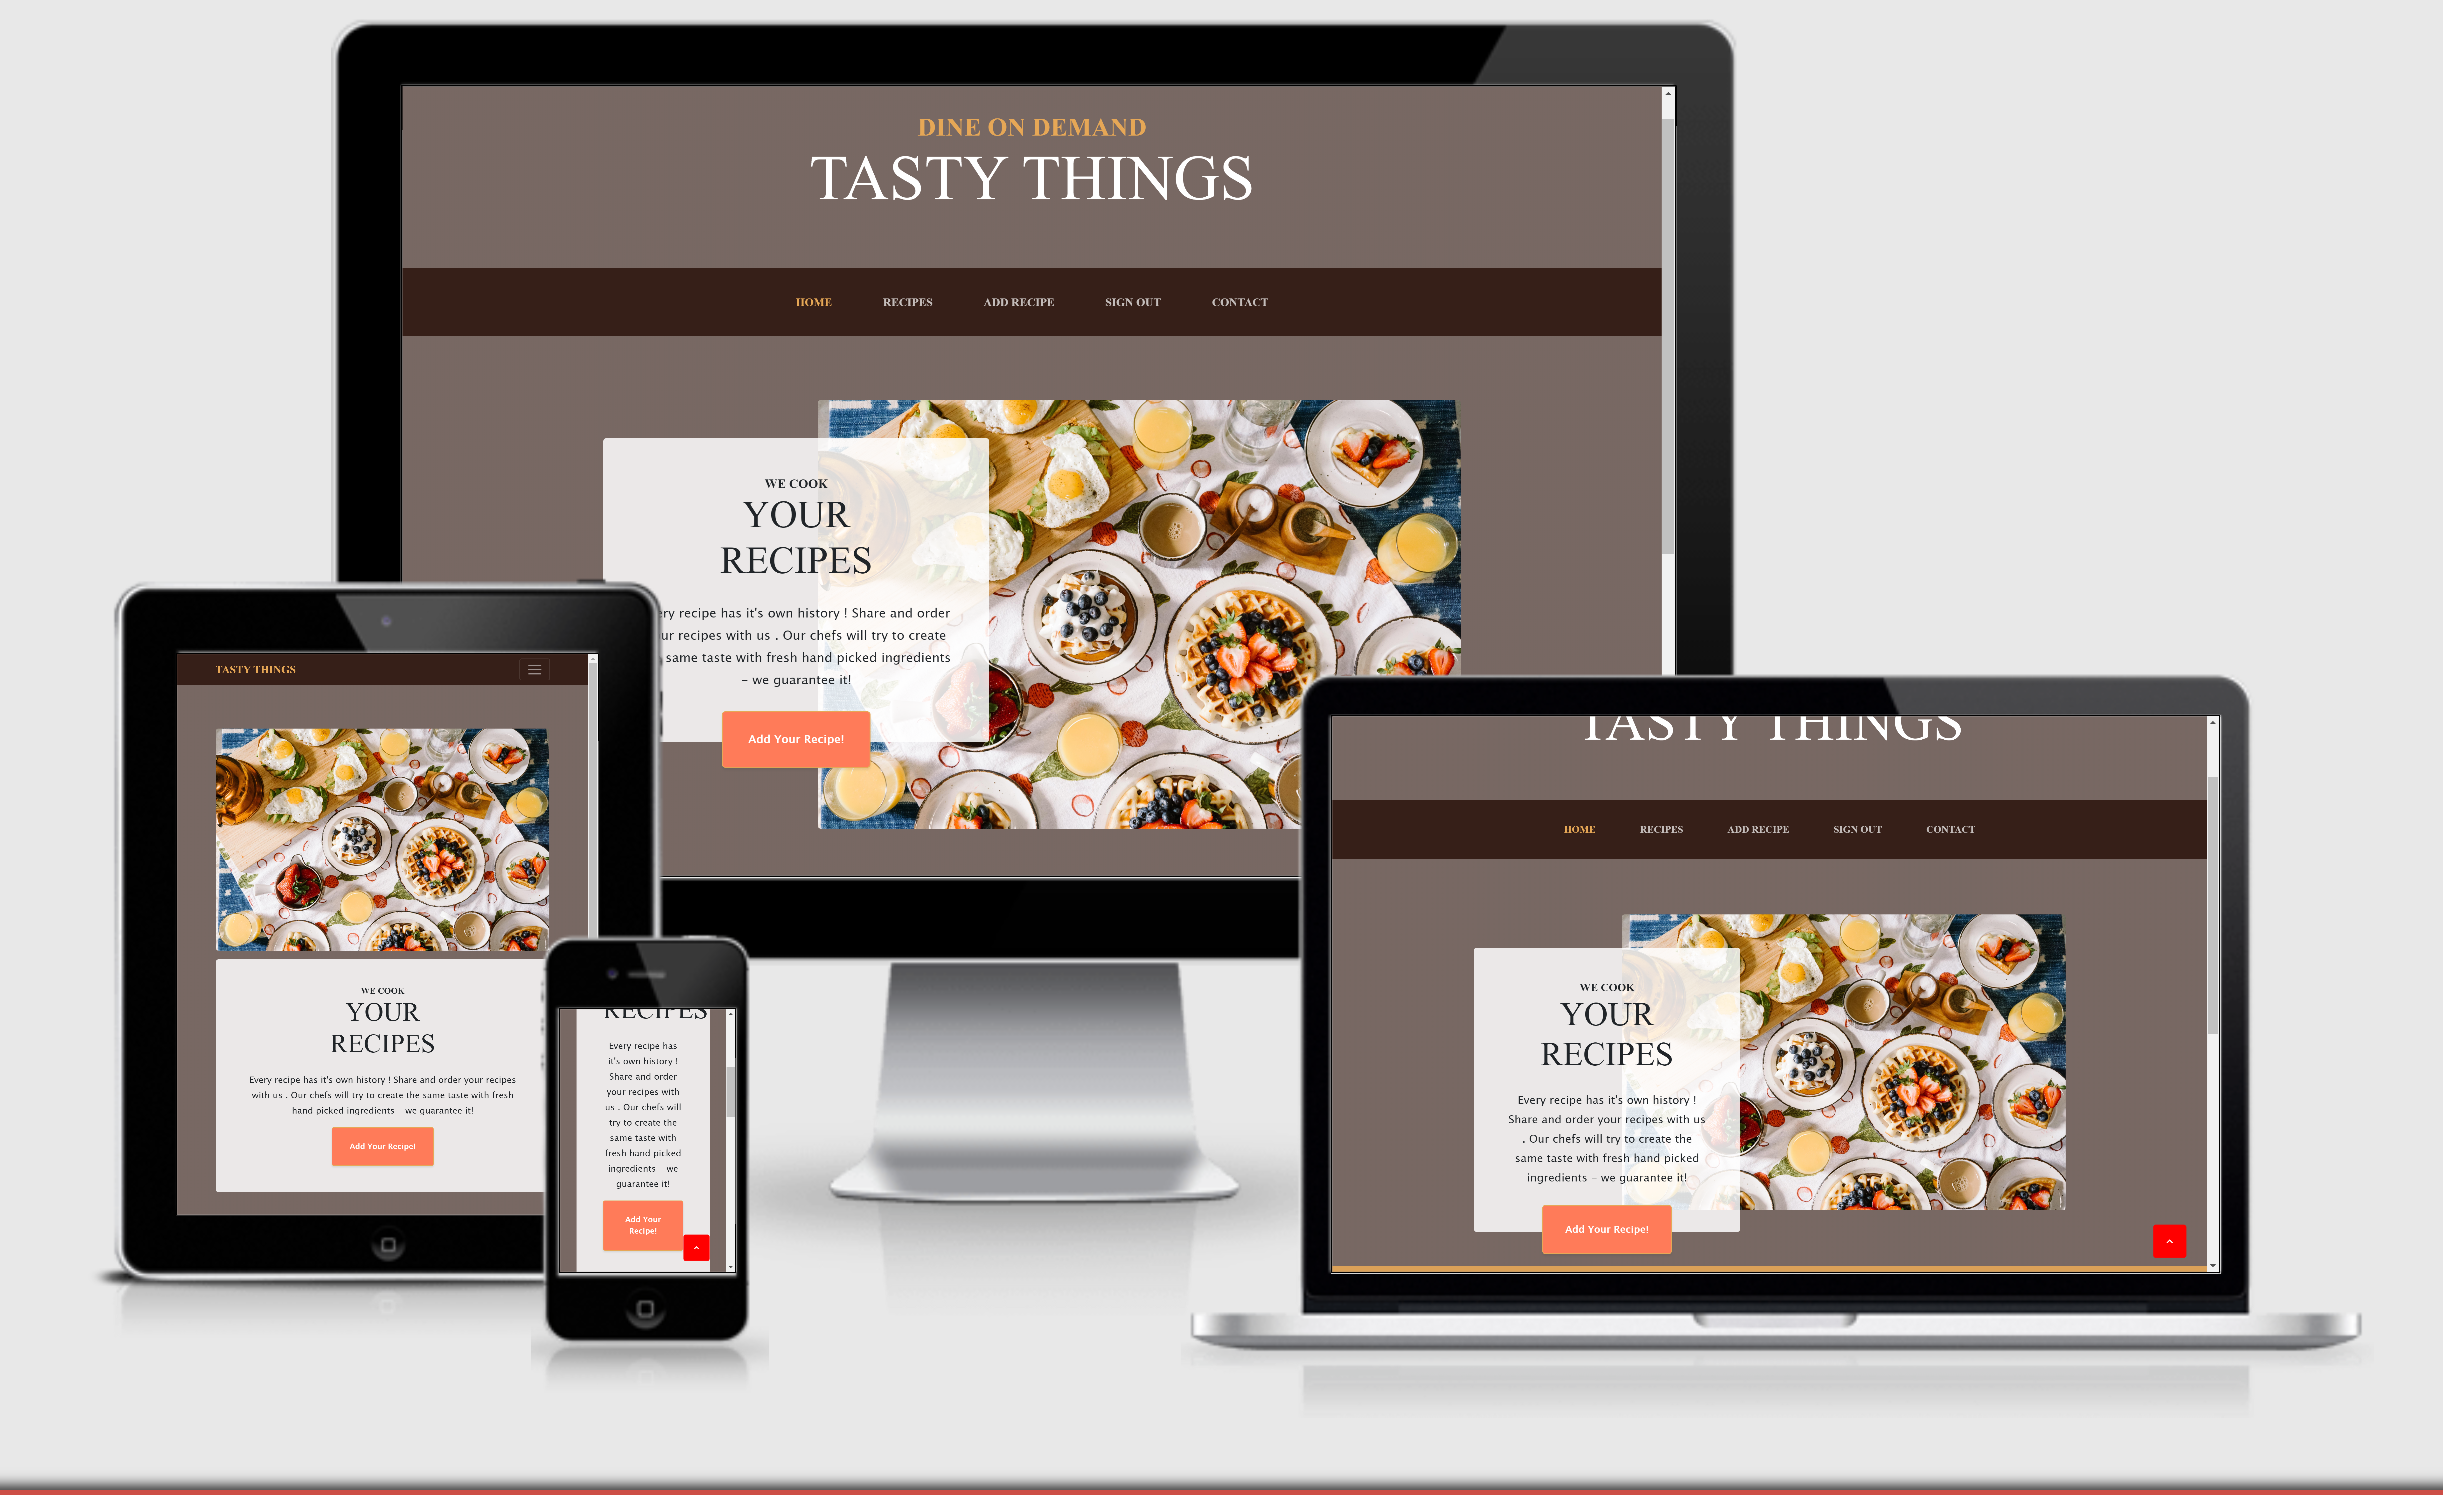 DINE ON DEMAND
TASTY THINGS
HOME RECIPES ADD RECIPE SIGN OUT CONTACT
WE COOK
YOUR
RECIPES
recipe has it's own history ! Share and order
recipes with us . Our chefs will try to create
same taste with fresh hand picked ingredients
– we guarantee it!
Add Your Recipe!
TASTY THINGS
WE COOK
YOUR
RECIPES
Every recipe has it's own history ! Share and order your recipes
with us . Our chefs will try to create the same taste with fresh
hand picked ingredients – we guarantee it!
Add Your Recipe!
RECIPES
Every recipe has
it's own history !
Share and order
your recipes with
us . Our chefs will
try to create the
same taste with
fresh hand picked
ingredients – we
guarantee it!
Add Your
Recipe!
TASTY THINGS
HOME RECIPES ADD RECIPE SIGN OUT CONTACT
WE COOK
YOUR
RECIPES
Every recipe has it's own history !
Share and order your recipes with us
. Our chefs will try to create the
same taste with fresh hand picked
ingredients – we guarantee it!
Add Your Recipe!